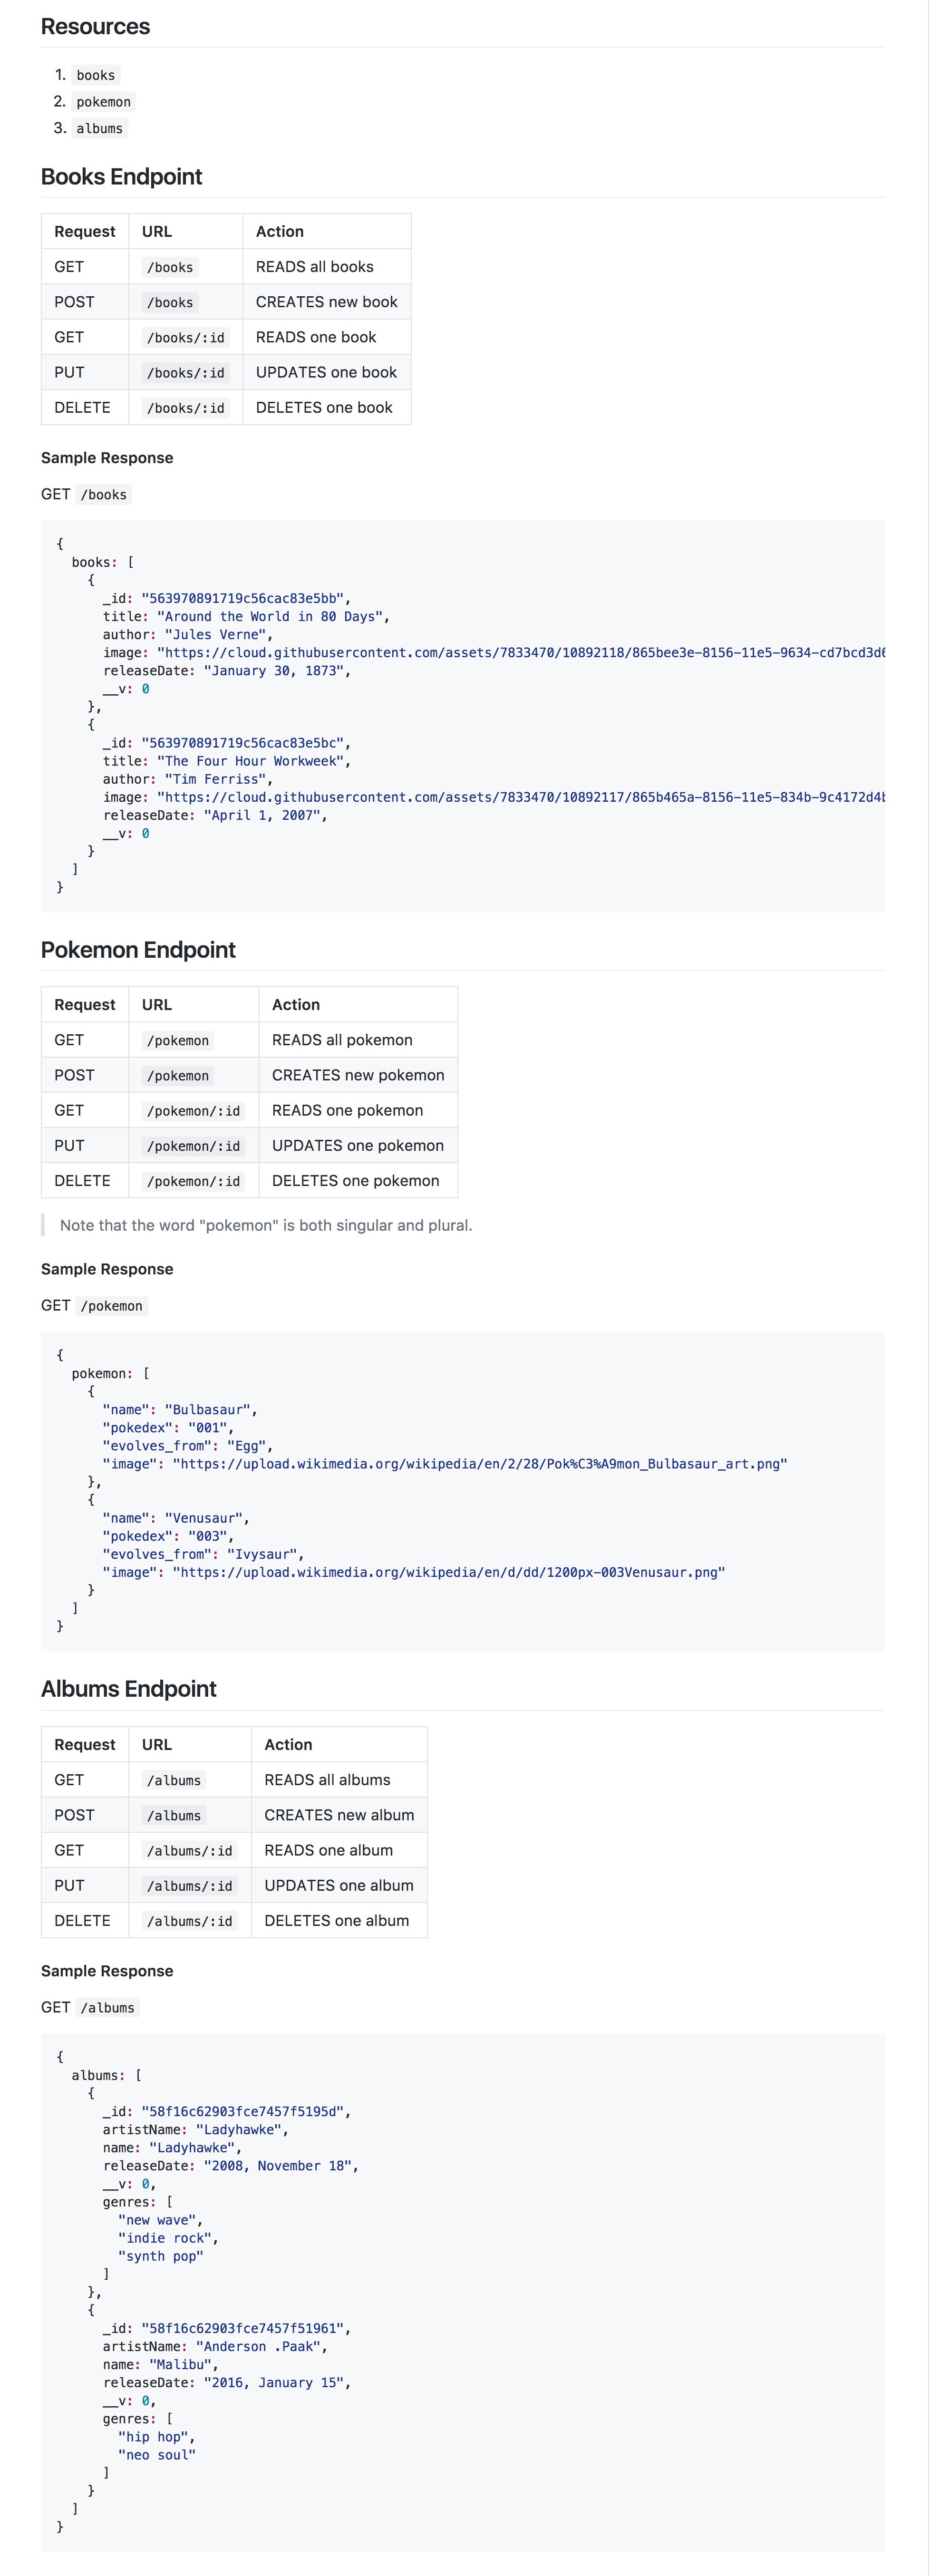 Resources
1. books
2. pokemon
3. albums
Books Endpoint
Request URL Action
GET /books READS all books
POST /books CREATES new book
GET /books/:id READS one book
PUT /books/:id UPDATES one book
DELETE /books/:id DELETES one book
Sample Response
GET /books
{
  books: [
    {
      _id: "563970891719c56cac83e5bb",
      title: "Around the World in 80 Days",
      author: "Jules Verne",
      image: "https://cloud.githubusercontent.com/assets/7833470/10892118/865bee3e-8156-11e5-9634-cd7bcd3d6
      releaseDate: "January 30, 1873",
      __v: 0
    },
    {
      _id: "563970891719c56cac83e5bc",
      title: "The Four Hour Workweek",
      author: "Tim Ferriss",
      image: "https://cloud.githubusercontent.com/assets/7833470/10892117/865b465a-8156-11e5-834b-9c4172d4b
      releaseDate: "April 1, 2007",
      __v: 0
    }
  ]
}
Pokemon Endpoint
Request URL Action
GET /pokemon READS all pokemon
POST /pokemon CREATES new pokemon
GET /pokemon/:id READS one pokemon
PUT /pokemon/:id UPDATES one pokemon
DELETE /pokemon/:id DELETES one pokemon
Note that the word "pokemon" is both singular and plural.
Sample Response
GET /pokemon
{
  pokemon: [
    {
      "name": "Bulbasaur",
      "pokedex": "001",
      "evolves_from": "Egg",
      "image": "https://upload.wikimedia.org/wikipedia/en/2/28/Pok%C3%A9mon_Bulbasaur_art.png"
    },
    {
      "name": "Venusaur",
      "pokedex": "003",
      "evolves_from": "Ivysaur",
      "image": "https://upload.wikimedia.org/wikipedia/en/d/dd/1200px-003Venusaur.png"
    }
  ]
}
Albums Endpoint
Request URL Action
GET /albums READS all albums
POST /albums CREATES new album
GET /albums/:id READS one album
PUT /albums/:id UPDATES one album
DELETE /albums/:id DELETES one album
Sample Response
GET /albums
{
  albums: [
    {
      _id: "58f16c62903fce7457f5195d",
      artistName: "Ladyhawke",
      name: "Ladyhawke",
      releaseDate: "2008, November 18",
      __v: 0,
      genres: [
        "new wave",
        "indie rock",
        "synth pop"
      ]
    },
    {
      _id: "58f16c62903fce7457f51961",
      artistName: "Anderson .Paak",
      name: "Malibu",
      releaseDate: "2016, January 15",
      __v: 0,
      genres: [
        "hip hop",
        "neo soul"
      ]
    }
  ]
}